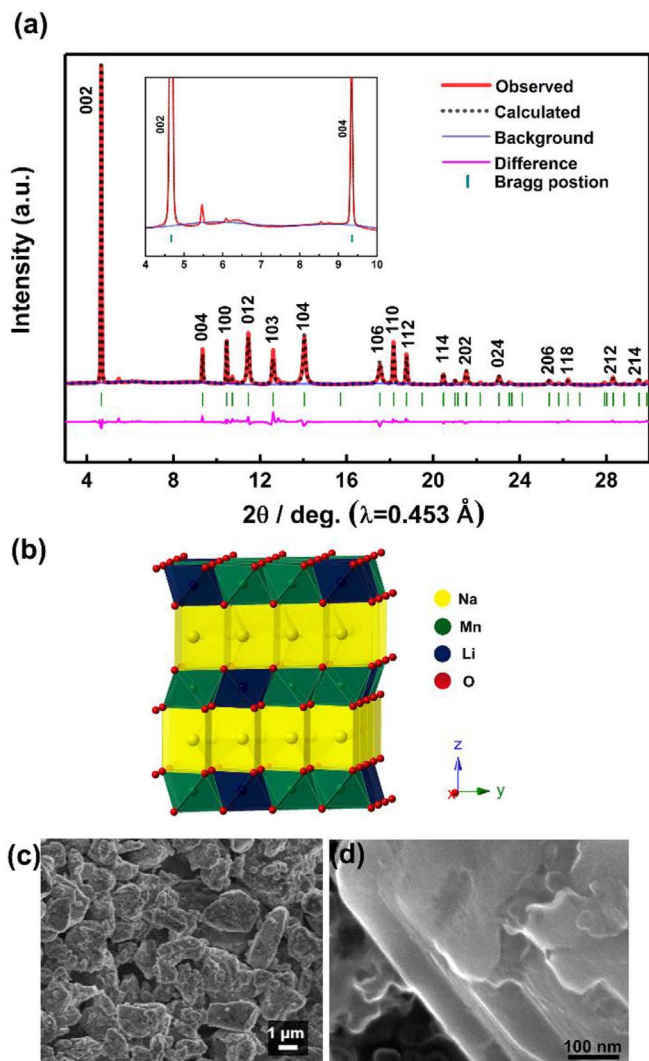 (a)
002
004
100
012
103
104
106
110
112
114
202
024
206
118
212
214
Observed
Calculated
Background
Difference
Bragg postion
002
004
4 5 6 7 8 9 10
Intensity (a.u.)
4 8 12 16 20 24 28
2θ / deg. (λ=0.453 Å)
(b)
Na
Mn
Li
O
z
x
y
(c)
1 µm
(d)
100 nm